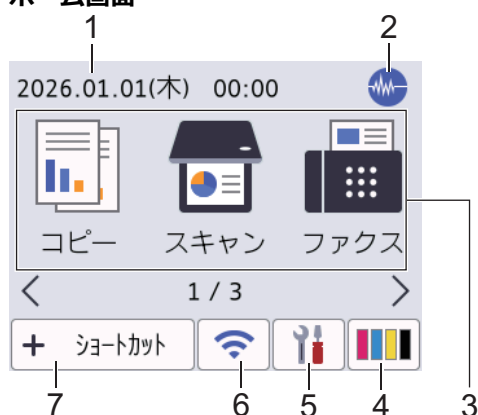 ホーム画面
1 2
2026.01.01(木) 00:00
コピー スキャン ファクス
1 / 3
+ ショートカット
7 6 5 4 3